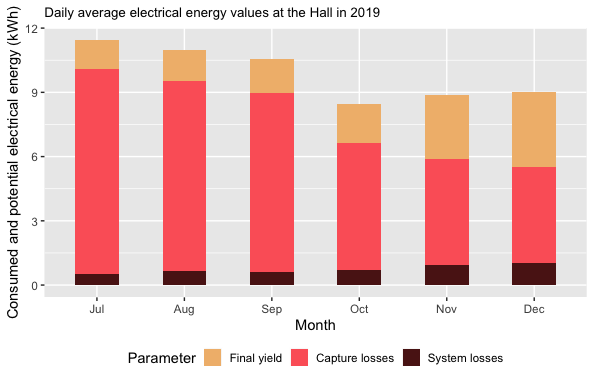 Daily average electrical energy values at the Hall in 2019
Consumed and potential electrical energy (kWh)
12
9
6
3
0
Jul Aug Sep Oct Nov Dec
Month
Parameter Final yield Capture losses System losses